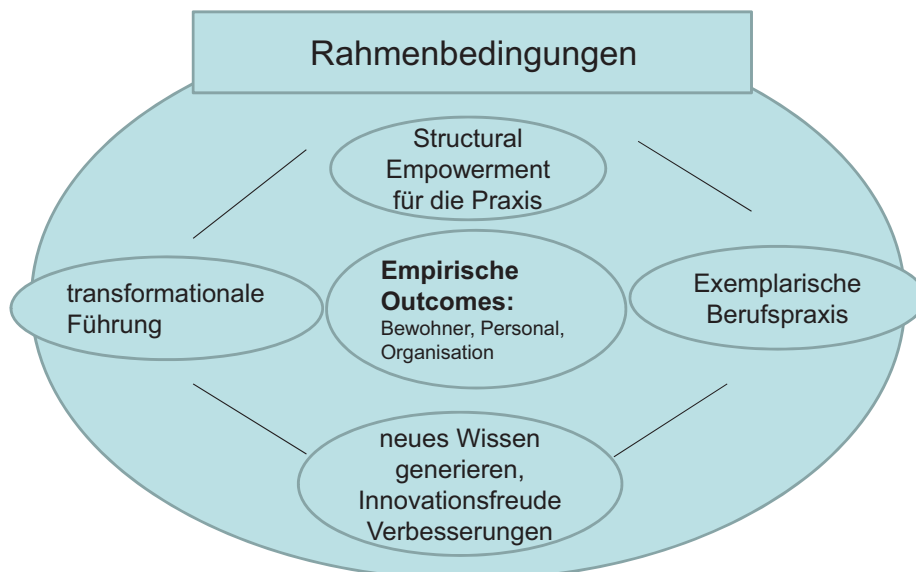 Rahmenbedingungen
Structural
Empowerment
für die Praxis
transformationale
Führung
Empirische
Outcomes:
Bewohner, Personal,
Organisation
Exemplarische
Berufspraxis
neues Wissen
generieren,
Innovationsfreude
Verbesserungen